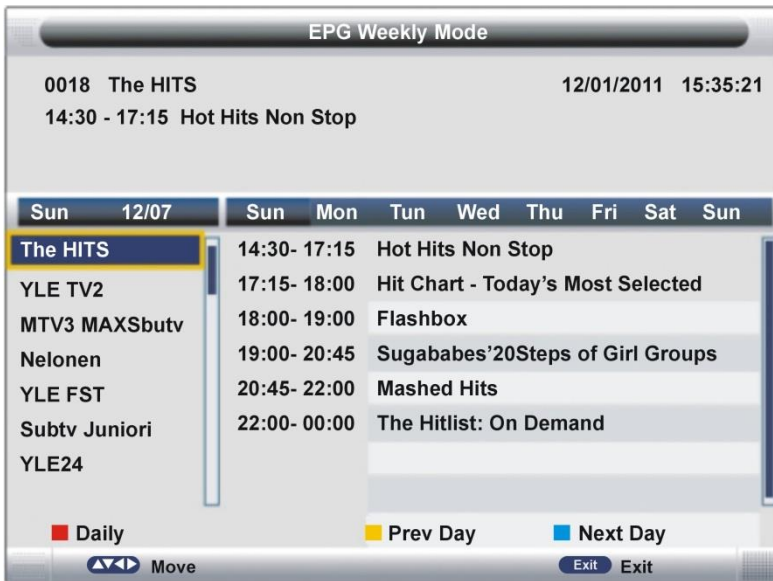 EPG Weekly Mode
0018 The HITS 12/01/2011 15:35:21
14:30 - 17:15 Hot Hits Non Stop
Sun 12/07 Sun Mon Tun Wed Thu Fri Sat Sun
The HITS
YLE TV2
MTV3 MAXSbutv
Nelonen
YLE FST
Subtv Juniori
YLE24
14:30- 17:15 Hot Hits Non Stop
17:15- 18:00 Hit Chart - Today's Most Selected
18:00- 19:00 Flashbox
19:00- 20:45 Sugababes'20Steps of Girl Groups
20:45- 22:00 Mashed Hits
22:00- 00:00 The Hitlist: On Demand
Daily Prev Day Next Day
Move Exit Exit